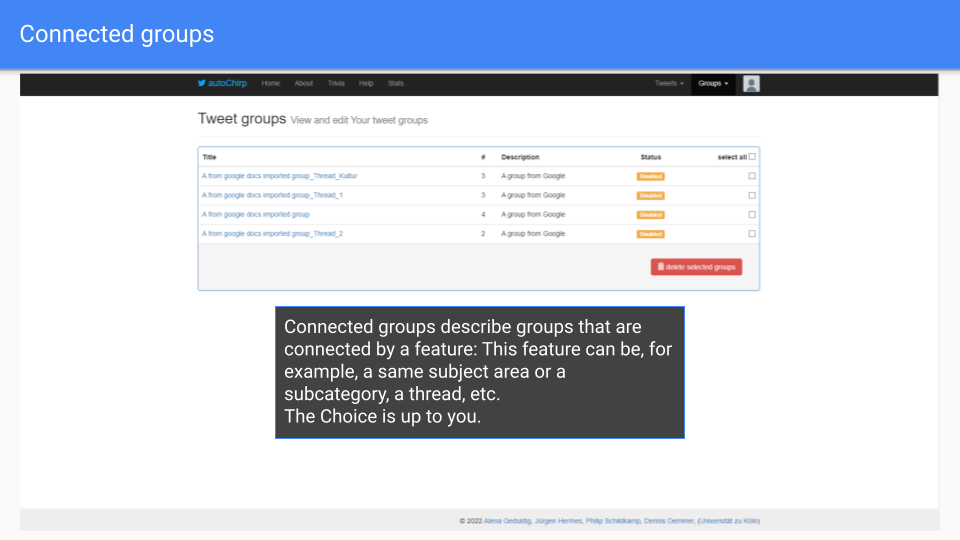 Connected groups
autoChirp Home About Trivia Help Stats Tweets Groups
Tweet groups View and edit Your tweet groups
Title # Description Status select all
A from google docs imported group_Thread_Kultur 3 A group from Google Disabled
A from google docs imported group_Thread_1 3 A group from Google Disabled
A from google docs imported group 4 A group from Google Disabled
A from google docs imported group_Thread_2 2 A group from Google Disabled
delete selected groups
Connected groups describe groups that are
connected by a feature: This feature can be, for
example, a same subject area or a
subcategory, a thread, etc.
The Choice is up to you.
© 2022 Alena Geduldig, Jürgen Hermes, Philip Schildkamp, Dennis Demmer, (Universität zu Köln)